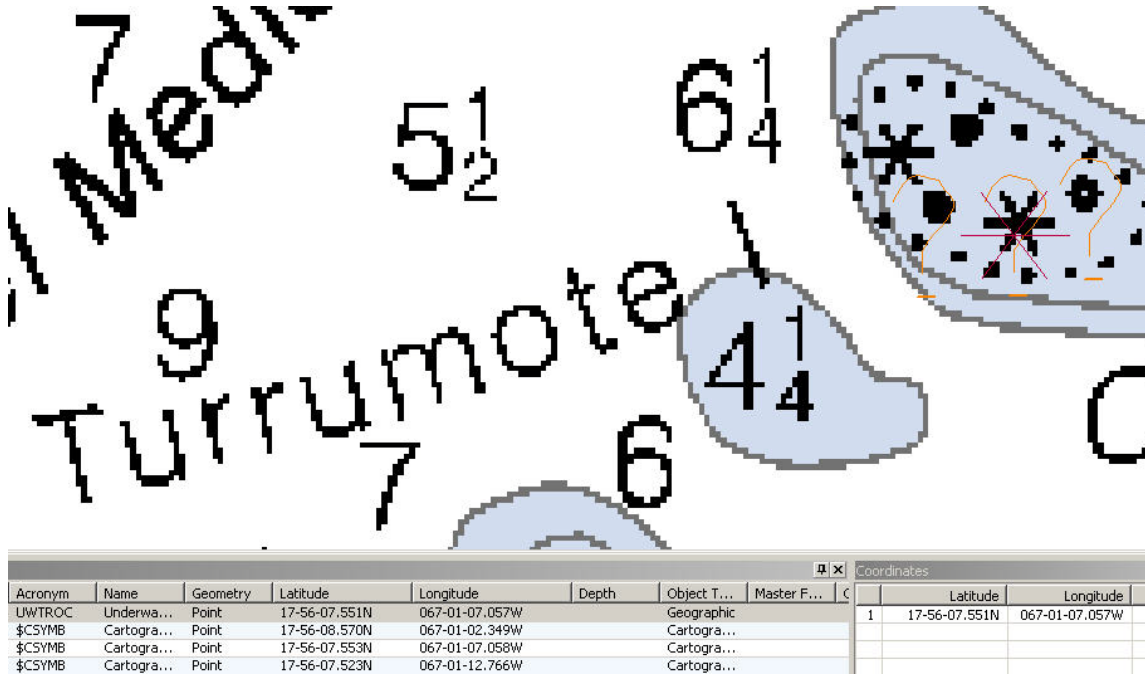 7
Medi
5 1/2
6 1/4
9
Turrumote I
4 1/4
7
6
Coordinates
Acronym Name Geometry Latitude Longitude Depth Object T... Master F...
UWTROC Underwa... Point 17-56-07.551N 067-01-07.057W Geographic
$CSYMB Cartogra... Point 17-56-08.570N 067-01-02.349W Cartogra...
$CSYMB Cartogra... Point 17-56-07.553N 067-01-07.058W Cartogra...
$CSYMB Cartogra... Point 17-56-07.523N 067-01-12.766W Cartogra...
Latitude Longitude
1 17-56-07.551N 067-01-07.057W